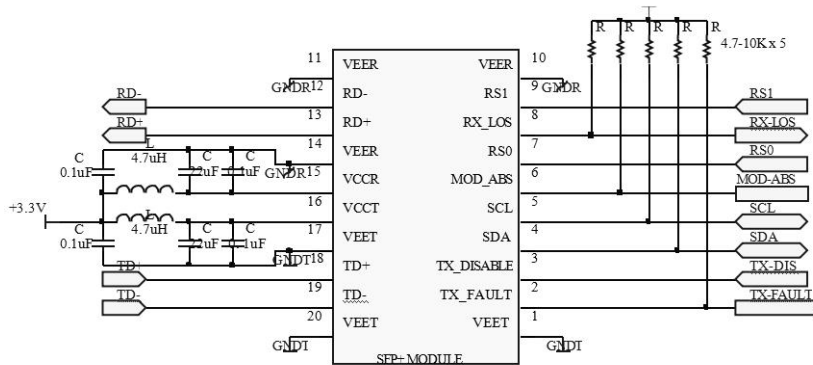 R R R R R
4.7-10K x 5
11 VEER VEER 10
GNDR 12 RD- RS1 9 GNDR
RD- RS1
13 RD+ RX_LOS 8
RD+ RX-LOS
L 14 VEER RS0 7
C 4.7uH C C RS0
0.1uF 22uF 0.1uF GNDR 15 VCCR MOD_ABS 6
MOD-ABS
16 VCCT SCL 5
+3.3V L SCL
C 4.7uH C C 17 VEET SDA 4
0.1uF 22uF 0.1uF SDA
GNDT 18 TD+ TX_DISABLE 3
TD+ TX-DIS
19 TD- TX_FAULT 2
TD- TX-FAULT
20 VEET VEET 1
GNDT GNDT
SFP+ MODULE